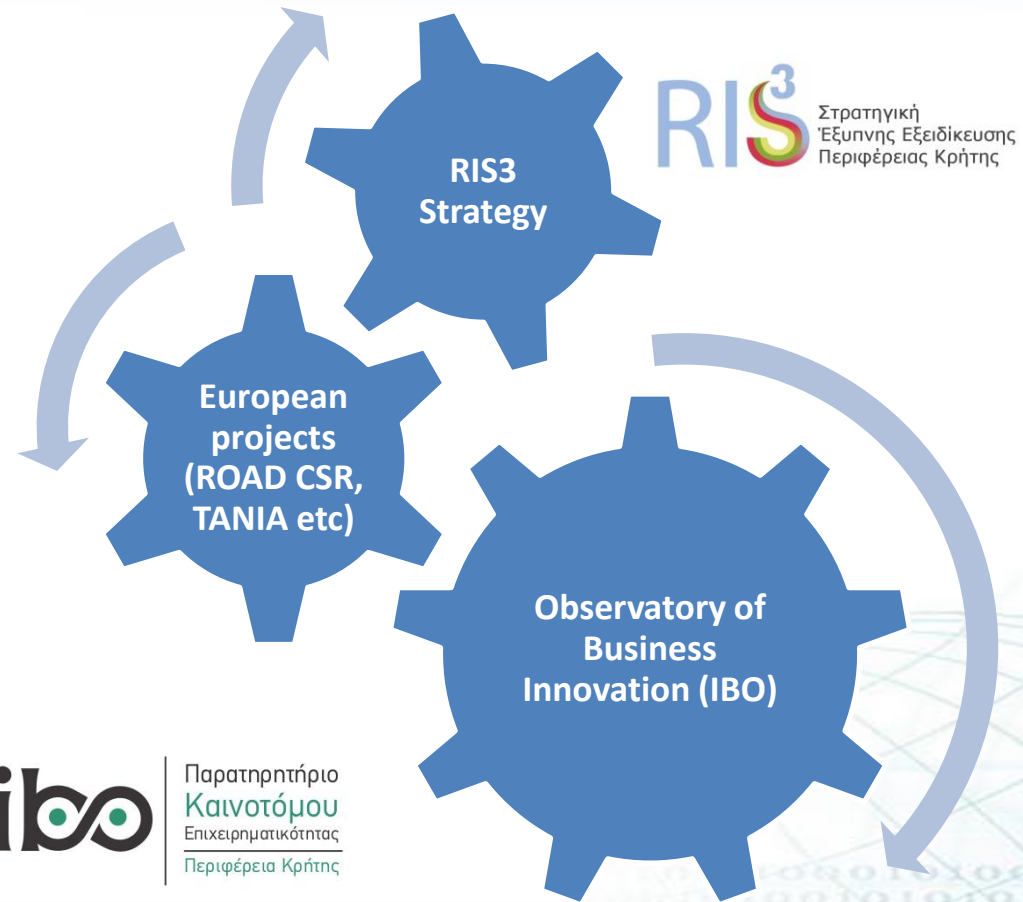 RIS3
Strategy
RIS3
Στρατηγική
Έξυπνης Εξειδίκευσης
Περιφέρειας Κρήτης
European
projects
(ROAD CSR,
TANIA etc)
Observatory of
Business
Innovation (IBO)
ibo
Παρατηρητήριο
Καινοτόμου
Επιχειρηματικότητας
Περιφέρεια Κρήτης